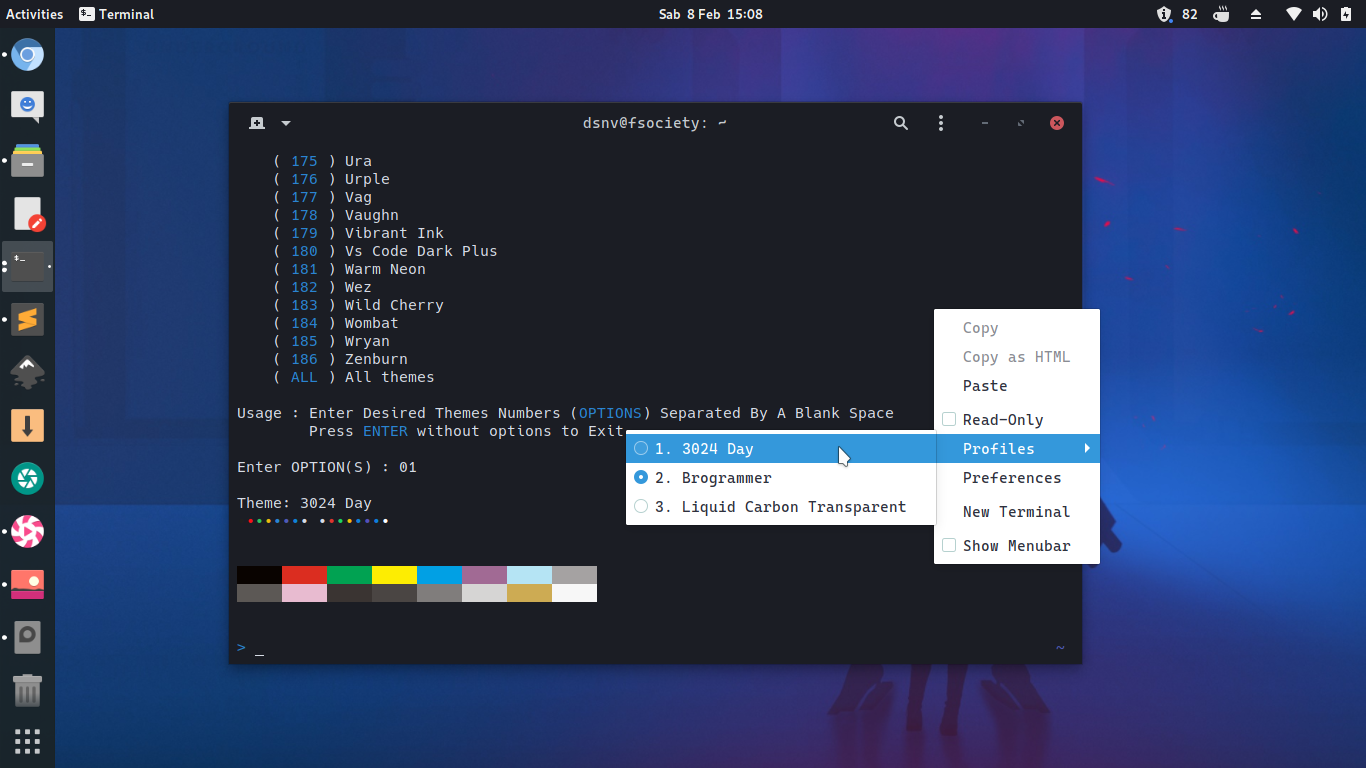 Activities
Terminal
Sab 8 Feb 15:08
82
dsnv@fsociety: ~
( 175 ) Ura
( 176 ) Urple
( 177 ) Vag
( 178 ) Vaughn
( 179 ) Vibrant Ink
( 180 ) Vs Code Dark Plus
( 181 ) Warm Neon
( 182 ) Wez
( 183 ) Wild Cherry
( 184 ) Wombat
( 185 ) Wryan
( 186 ) Zenburn
( ALL ) All themes
Usage : Enter Desired Themes Numbers (OPTIONS) Separated By A Blank Space
Press ENTER without options to Exit
Enter OPTION(S) : 01
Theme: 3024 Day
> _
~
Copy
Copy as HTML
Paste
Read-Only
Profiles
Preferences
New Terminal
Show Menubar
1. 3024 Day
2. Brogrammer
3. Liquid Carbon Transparent
$_